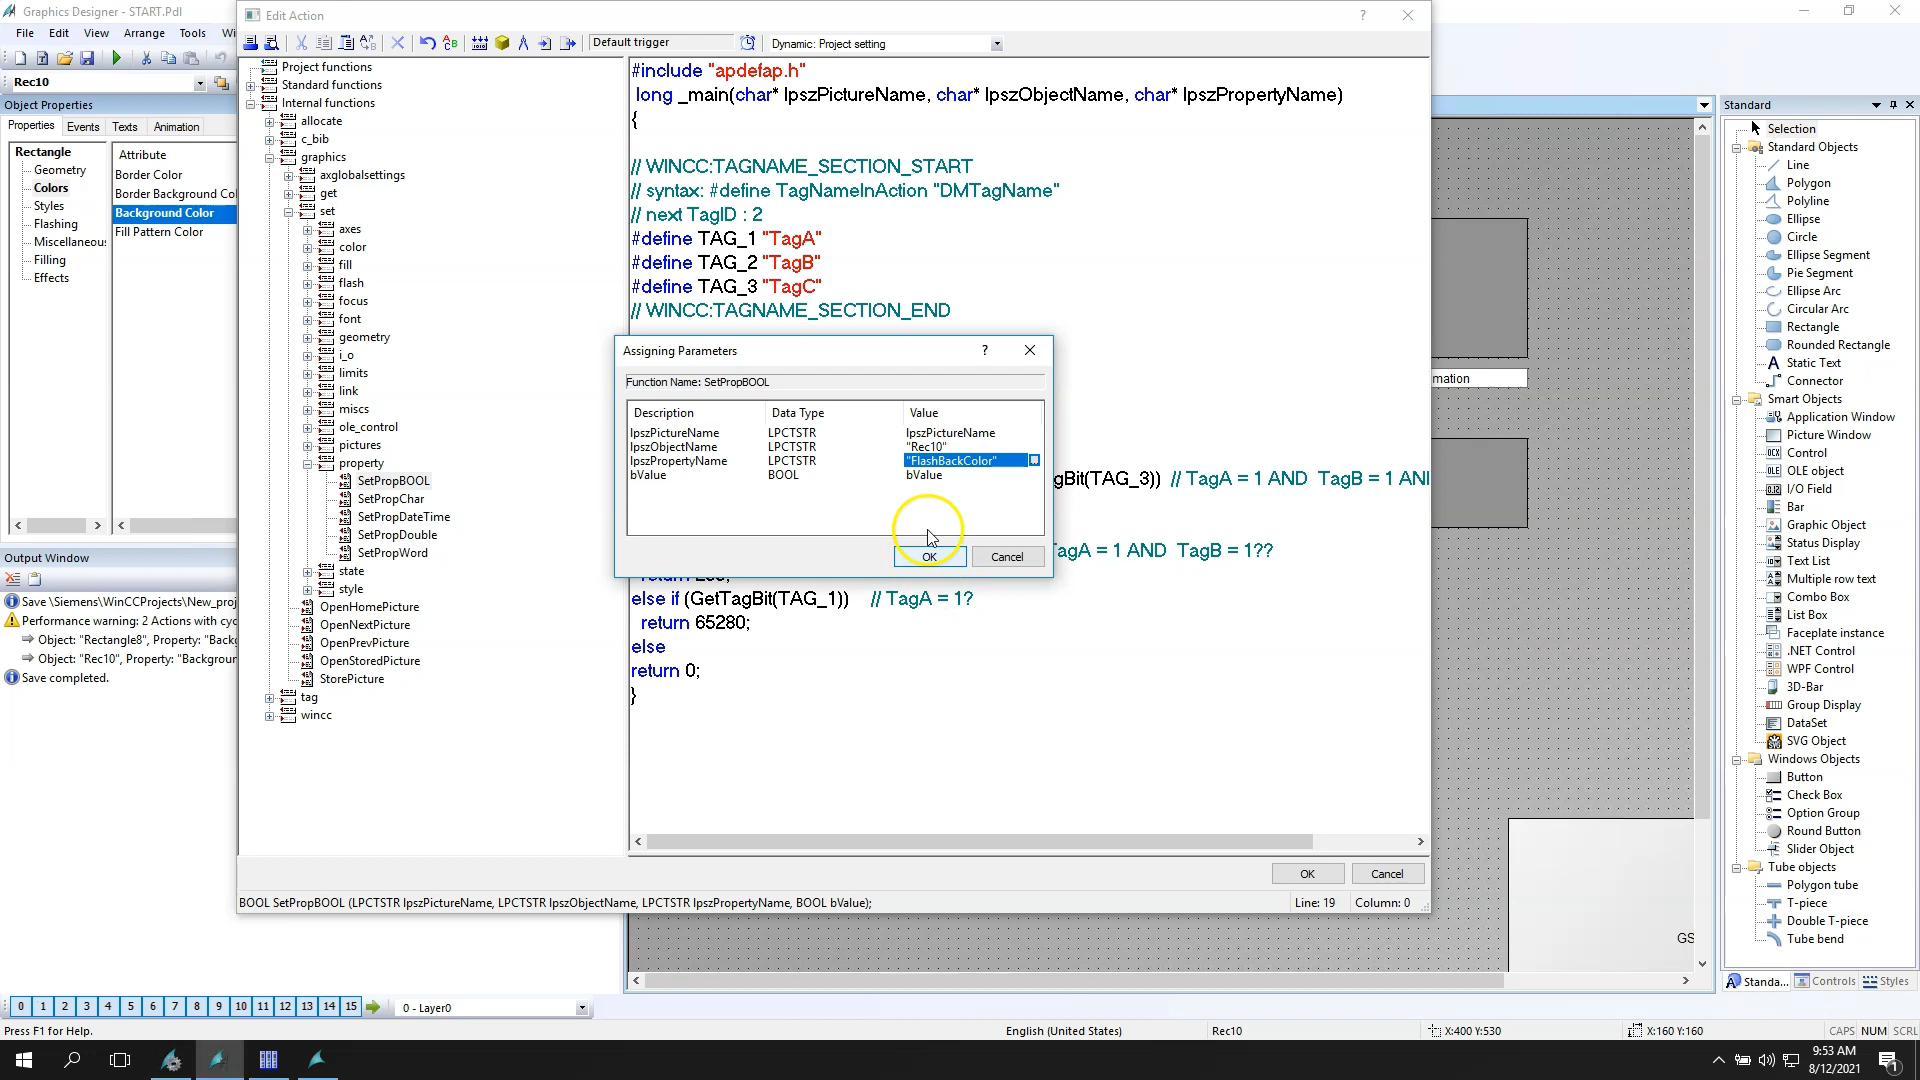 Graphics Designer - START.Pdl
File Edit View Arrange Tools Wi
Rec10
Object Properties
Properties Events Texts Animation
Rectangle
Geometry
Colors
Styles
Flashing
Miscellaneou
Filling
Effects
Attribute
Border Color
Border Background Col
Background Color
Fill Pattern Color
Output Window
Save \Siemens\WinCCProjects\New_proj
Performance warning: 2 Actions with cyc
Object: "Rectangle8", Property: "Backg
Object: "Rec10", Property: "Backgroun
Save completed.
Edit Action
Default trigger
Dynamic: Project setting
Project functions
Standard functions
Internal functions
allocate
c_bib
graphics
axglobalsettings
get
set
axes
color
fill
flash
focus
font
geometry
i_o
limits
link
miscs
ole_control
pictures
property
SetPropBOOL
SetPropChar
SetPropDateTime
SetPropDouble
SetPropWord
state
style
OpenHomePicture
OpenNextPicture
OpenPrevPicture
OpenStoredPicture
StorePicture
tag
wincc
#include "apdefap.h"
long _main(char* lpszPictureName, char* lpszObjectName, char* lpszPropertyName)
{
// WINCC:TAGNAME_SECTION_START
// syntax: #define TagNameInAction "DMTagName"
// next TagID : 2
#define TAG_1 "TagA"
#define TAG_2 "TagB"
#define TAG_3 "TagC"
// WINCC:TAGNAME_SECTION_END
gBit(TAG_3)) // TagA = 1 AND TagB = 1 ANI
agA = 1 AND TagB = 1??
else if (GetTagBit(TAG_1)) // TagA = 1?
return 65280;
else
return 0;
}
Assigning Parameters
Function Name: SetPropBOOL
Description Data Type Value
lpszPictureName LPCTSTR lpszPictureName
lpszObjectName LPCTSTR "Rec10"
lpszPropertyName LPCTSTR "FlashBackColor"
bValue BOOL bValue
OK Cancel
OK Cancel
BOOL SetPropBOOL (LPCTSTR lpszPictureName, LPCTSTR lpszObjectName, LPCTSTR lpszPropertyName, BOOL bValue);
Line: 19 Column: 0
mation
GS
Standard
Selection
Standard Objects
Line
Polygon
Polyline
Ellipse
Circle
Ellipse Segment
Pie Segment
Ellipse Arc
Circular Arc
Rectangle
Rounded Rectangle
Static Text
Connector
Smart Objects
Application Window
Picture Window
Control
OLE object
I/O Field
Bar
Graphic Object
Status Display
Text List
Multiple row text
Combo Box
List Box
Faceplate instance
.NET Control
WPF Control
3D-Bar
Group Display
DataSet
SVG Object
Windows Objects
Button
Check Box
Option Group
Round Button
Slider Object
Tube objects
Polygon tube
T-piece
Double T-piece
Tube bend
Standa... Controls Styles
0 1 2 3 4 5 6 7 8 9 10 11 12 13 14 15
0 - Layer0
Press F1 for Help.
English (United States)
Rec10
X:400 Y:530
X:160 Y:160
CAPS NUM SCRL
9:53 AM
8/12/2021